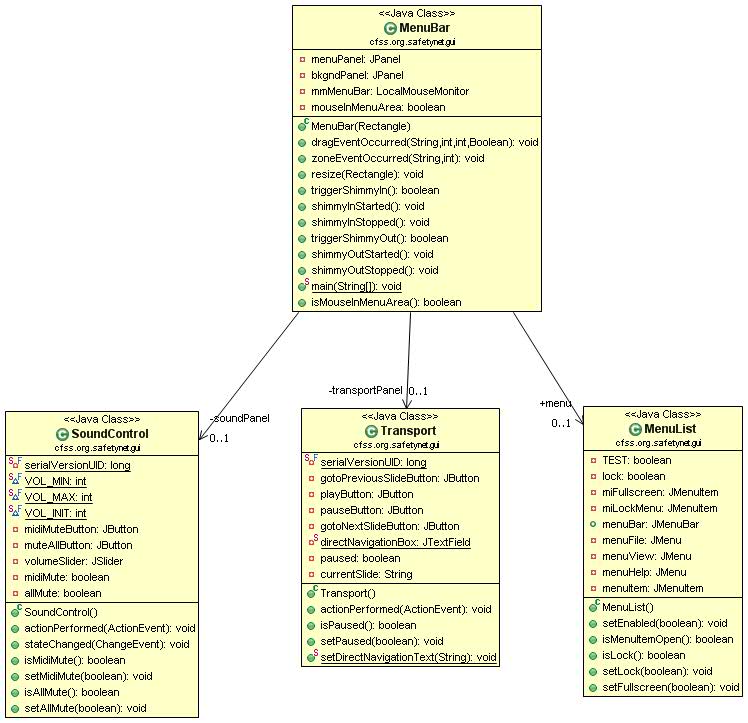 <<Java Class>>
MenuBar
cfss.org.safetynet.gui
menuPanel: JPanel
bkgndPanel: JPanel
mmMenuBar: LocalMouseMonitor
mouseInMenuArea: boolean
MenuBar(Rectangle)
dragEventOccurred(String,int,int,Boolean): void
zoneEventOccurred(String,int): void
resize(Rectangle): void
triggerShimmyIn(): boolean
shimmyInStarted(): void
shimmyInStopped(): void
triggerShimmyOut(): boolean
shimmyOutStarted(): void
shimmyOutStopped(): void
main(String[]): void
isMouseInMenuArea(): boolean
-soundPanel
0..1
-transportPanel
0..1
+menu
0..1
<<Java Class>>
SoundControl
cfss.org.safetynet.gui
serialVersionUID: long
VOL_MIN: int
VOL_MAX: int
VOL_INIT: int
midiMuteButton: JButton
muteAllButton: JButton
volumeSlider: JSlider
midiMute: boolean
allMute: boolean
SoundControl()
actionPerformed(ActionEvent): void
stateChanged(ChangeEvent): void
isMidiMute(): boolean
setMidiMute(boolean): void
isAllMute(): boolean
setAllMute(boolean): void
<<Java Class>>
Transport
cfss.org.safetynet.gui
serialVersionUID: long
gotoPreviousSlideButton: JButton
playButton: JButton
pauseButton: JButton
gotoNextSlideButton: JButton
directNavigationBox: JTextField
paused: boolean
currentSlide: String
Transport()
actionPerformed(ActionEvent): void
isPaused(): boolean
setPaused(boolean): void
setDirectNavigationText(String): void
<<Java Class>>
MenuList
cfss.org.safetynet.gui
TEST: boolean
lock: boolean
miFullscreen: JMenuItem
miLockMenu: JMenuItem
menuBar: JMenuBar
menuFile: JMenu
menuView: JMenu
menuHelp: JMenu
menuItem: JMenuItem
MenuList()
setEnabled(boolean): void
isMenuItemOpen(): boolean
isLock(): boolean
setLock(boolean): void
setFullscreen(boolean): void